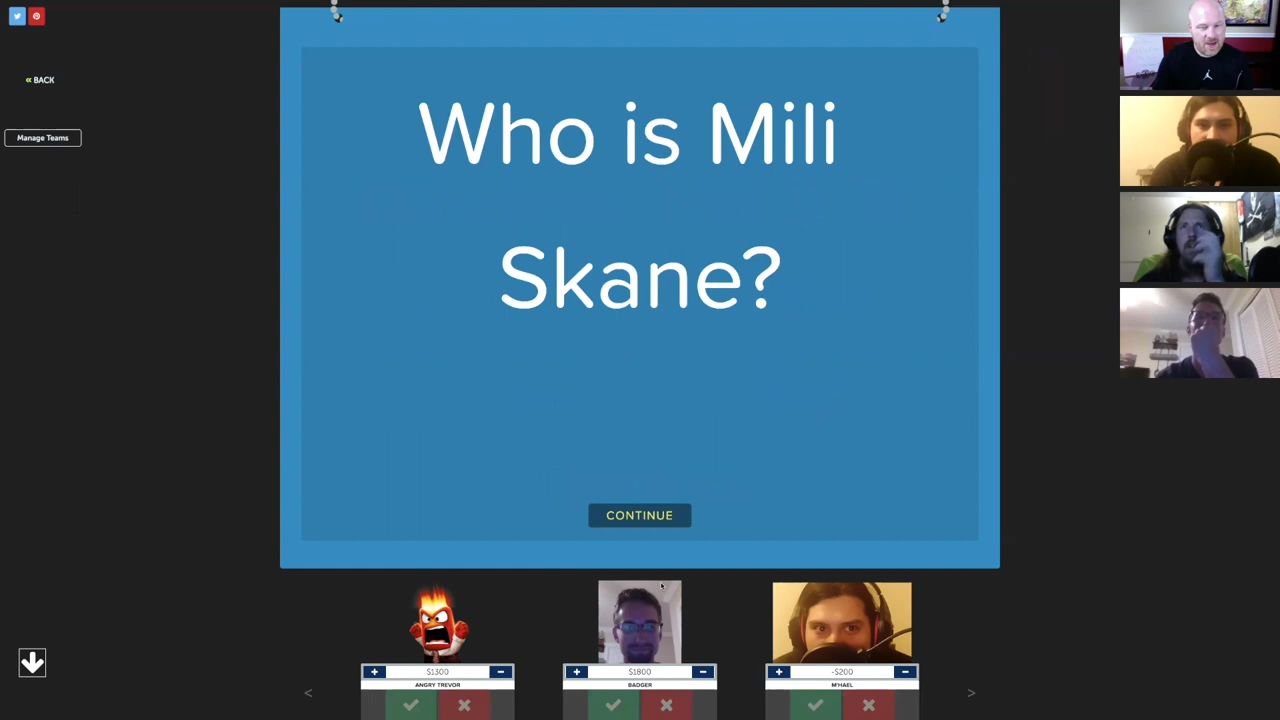 « BACK
Manage Teams
Who is Mili
Skane?
CONTINUE
$1300
ANGRY TREVOR
$1800
BADGER
-$200
M'HAEL